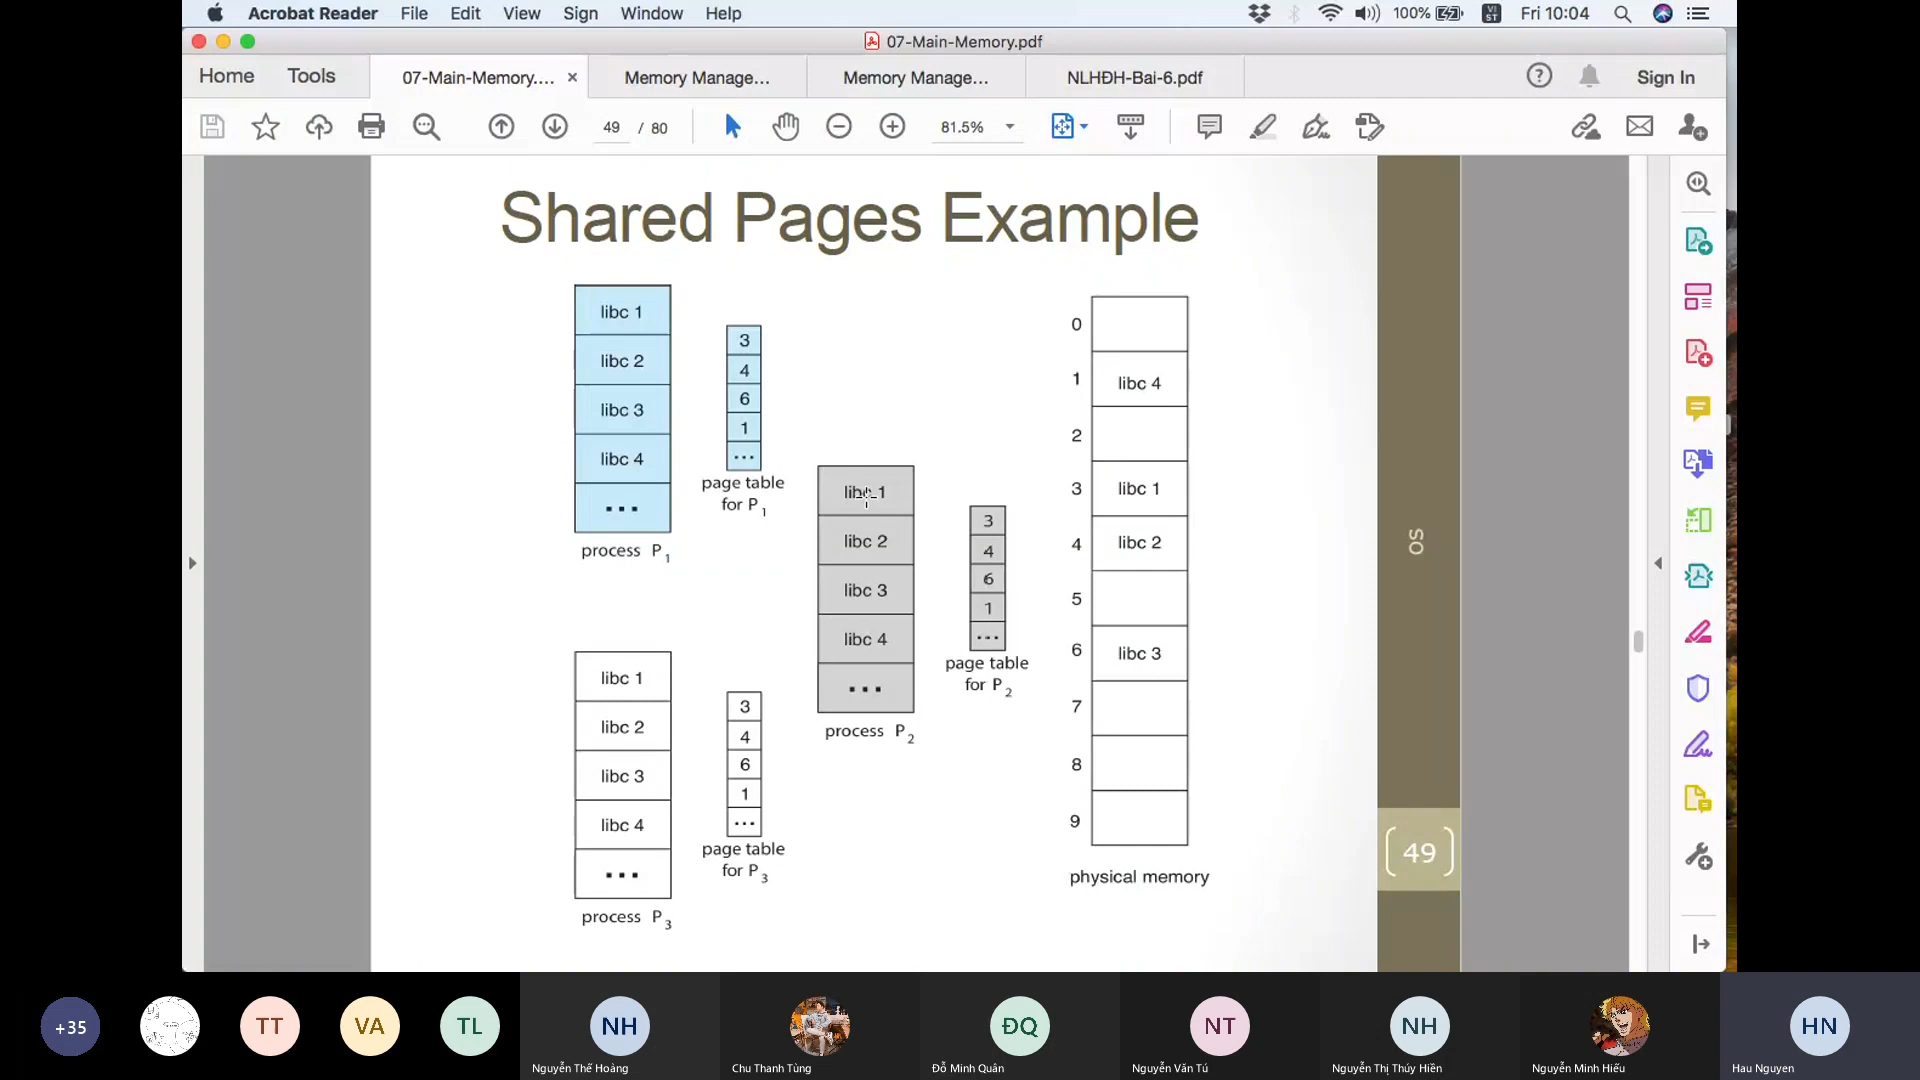 Acrobat Reader File Edit View Sign Window Help 100% VI ST Fri 10:04
07-Main-Memory.pdf
Home Tools 07-Main-Memory.... × Memory Manage... Memory Manage... NLHĐH-Bai-6.pdf ? Sign In
49 / 80 81.5%
Shared Pages Example
libc 1
libc 2
libc 3
libc 4
...
process P1
3
4
6
1
...
page table
for P1
libc 1
libc 2
libc 3
libc 4
...
process P2
3
4
6
1
...
page table
for P2
libc 1
libc 2
libc 3
libc 4
...
process P3
3
4
6
1
...
page table
for P3
0
1 libc 4
2
3 libc 1
4 libc 2
5
6 libc 3
7
8
9
physical memory
OS
49
+35 TT VA TL NH ĐQ NT NH HN
Nguyễn Thế Hoàng Chu Thanh Tùng Đỗ Minh Quân Nguyễn Văn Tú Nguyễn Thị Thúy Hiền Nguyễn Minh Hiếu Hau Nguyen